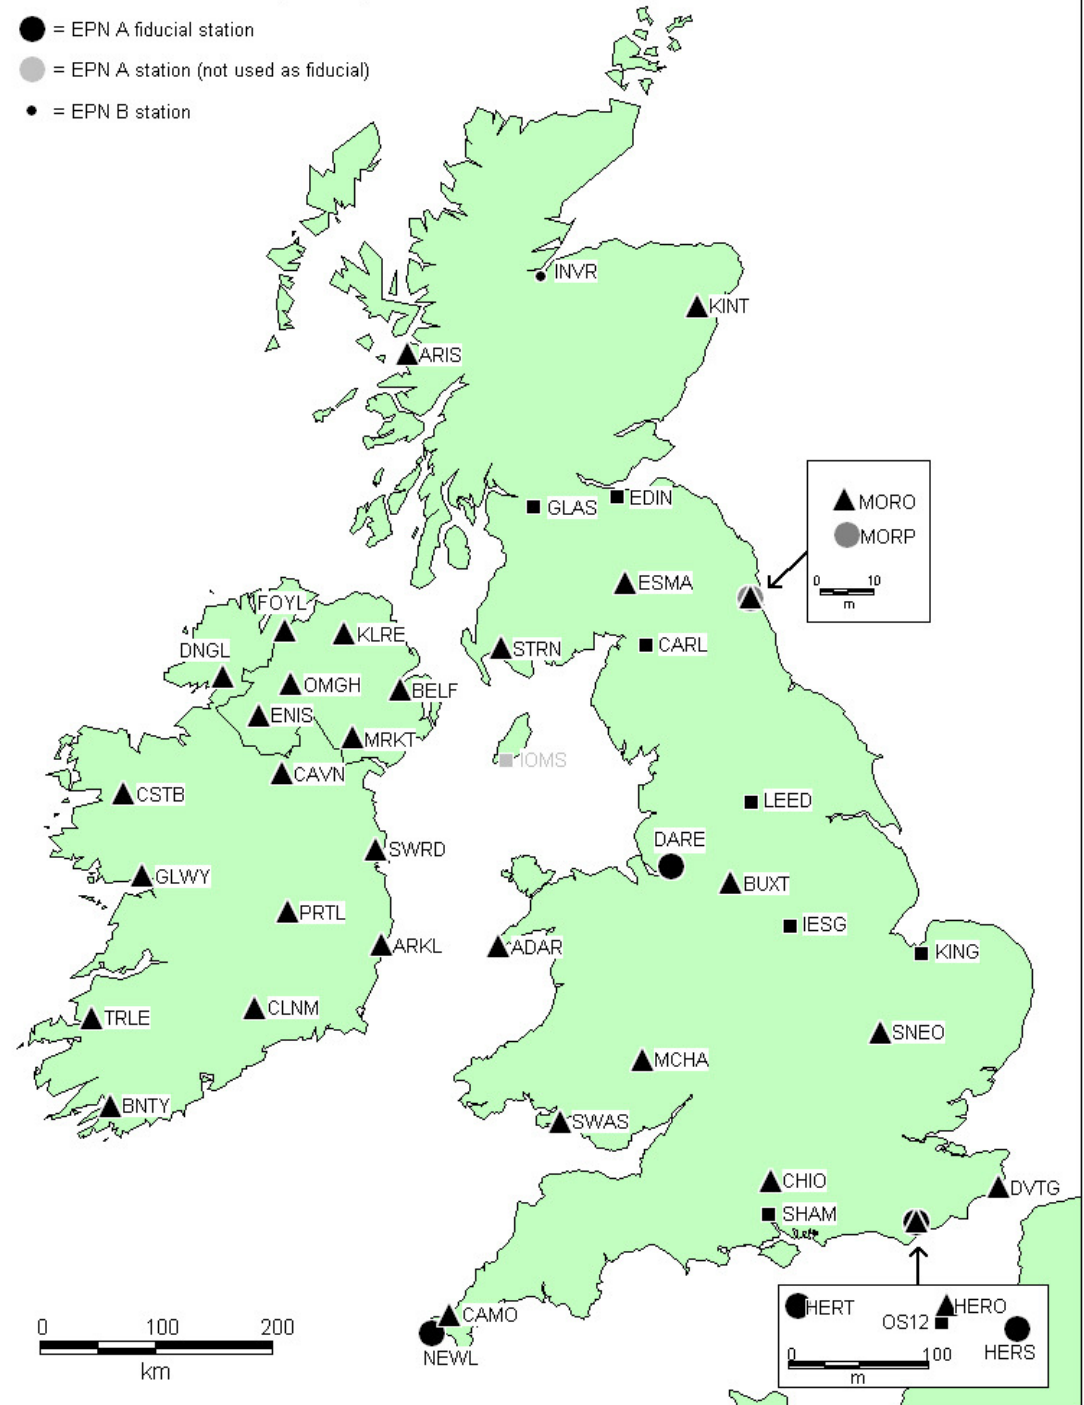 = EPN A fiducial station
= EPN A station (not used as fiducial)
= EPN B station
INVR
KINT
ARIS
GLAS
EDIN
MORO
MORP
0 10
m
ESMA
FOYL
KLRE
STRN
CARL
DNGL
OMGH
BELF
ENIS
MRKT
IOMS
CAVN
CSTB
LEED
DARE
SWRD
GLWY
BUXT
PRTL
IESG
ARKL
ADAR
KING
CLNM
TRLE
SNEO
MCHA
BNTY
SWAS
CHIO
DVTG
SHAM
CAMO
NEWL
HERT
HERO
OS12
HERS
0 100
m
0 100 200
km